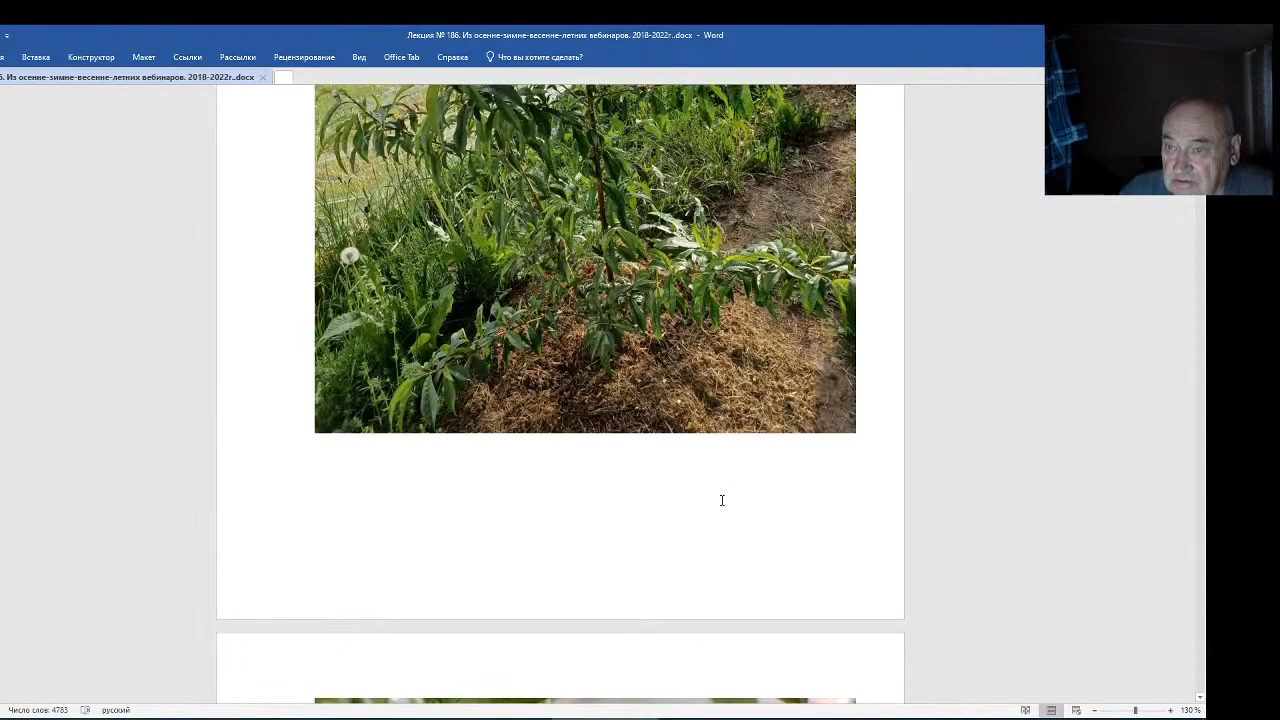 Лекция № 186. Из осенне-зимне-весенне-летних вебинаров. 2018-2022г..docx - Word
Вставка Конструктор Макет Ссылки Рассылки Рецензирование Вид Office Tab Справка Что вы хотите сделать?
6. Из осенне-зимне-весенне-летних вебинаров. 2018-2022г..docx
Число слов: 4783 русский 130 %